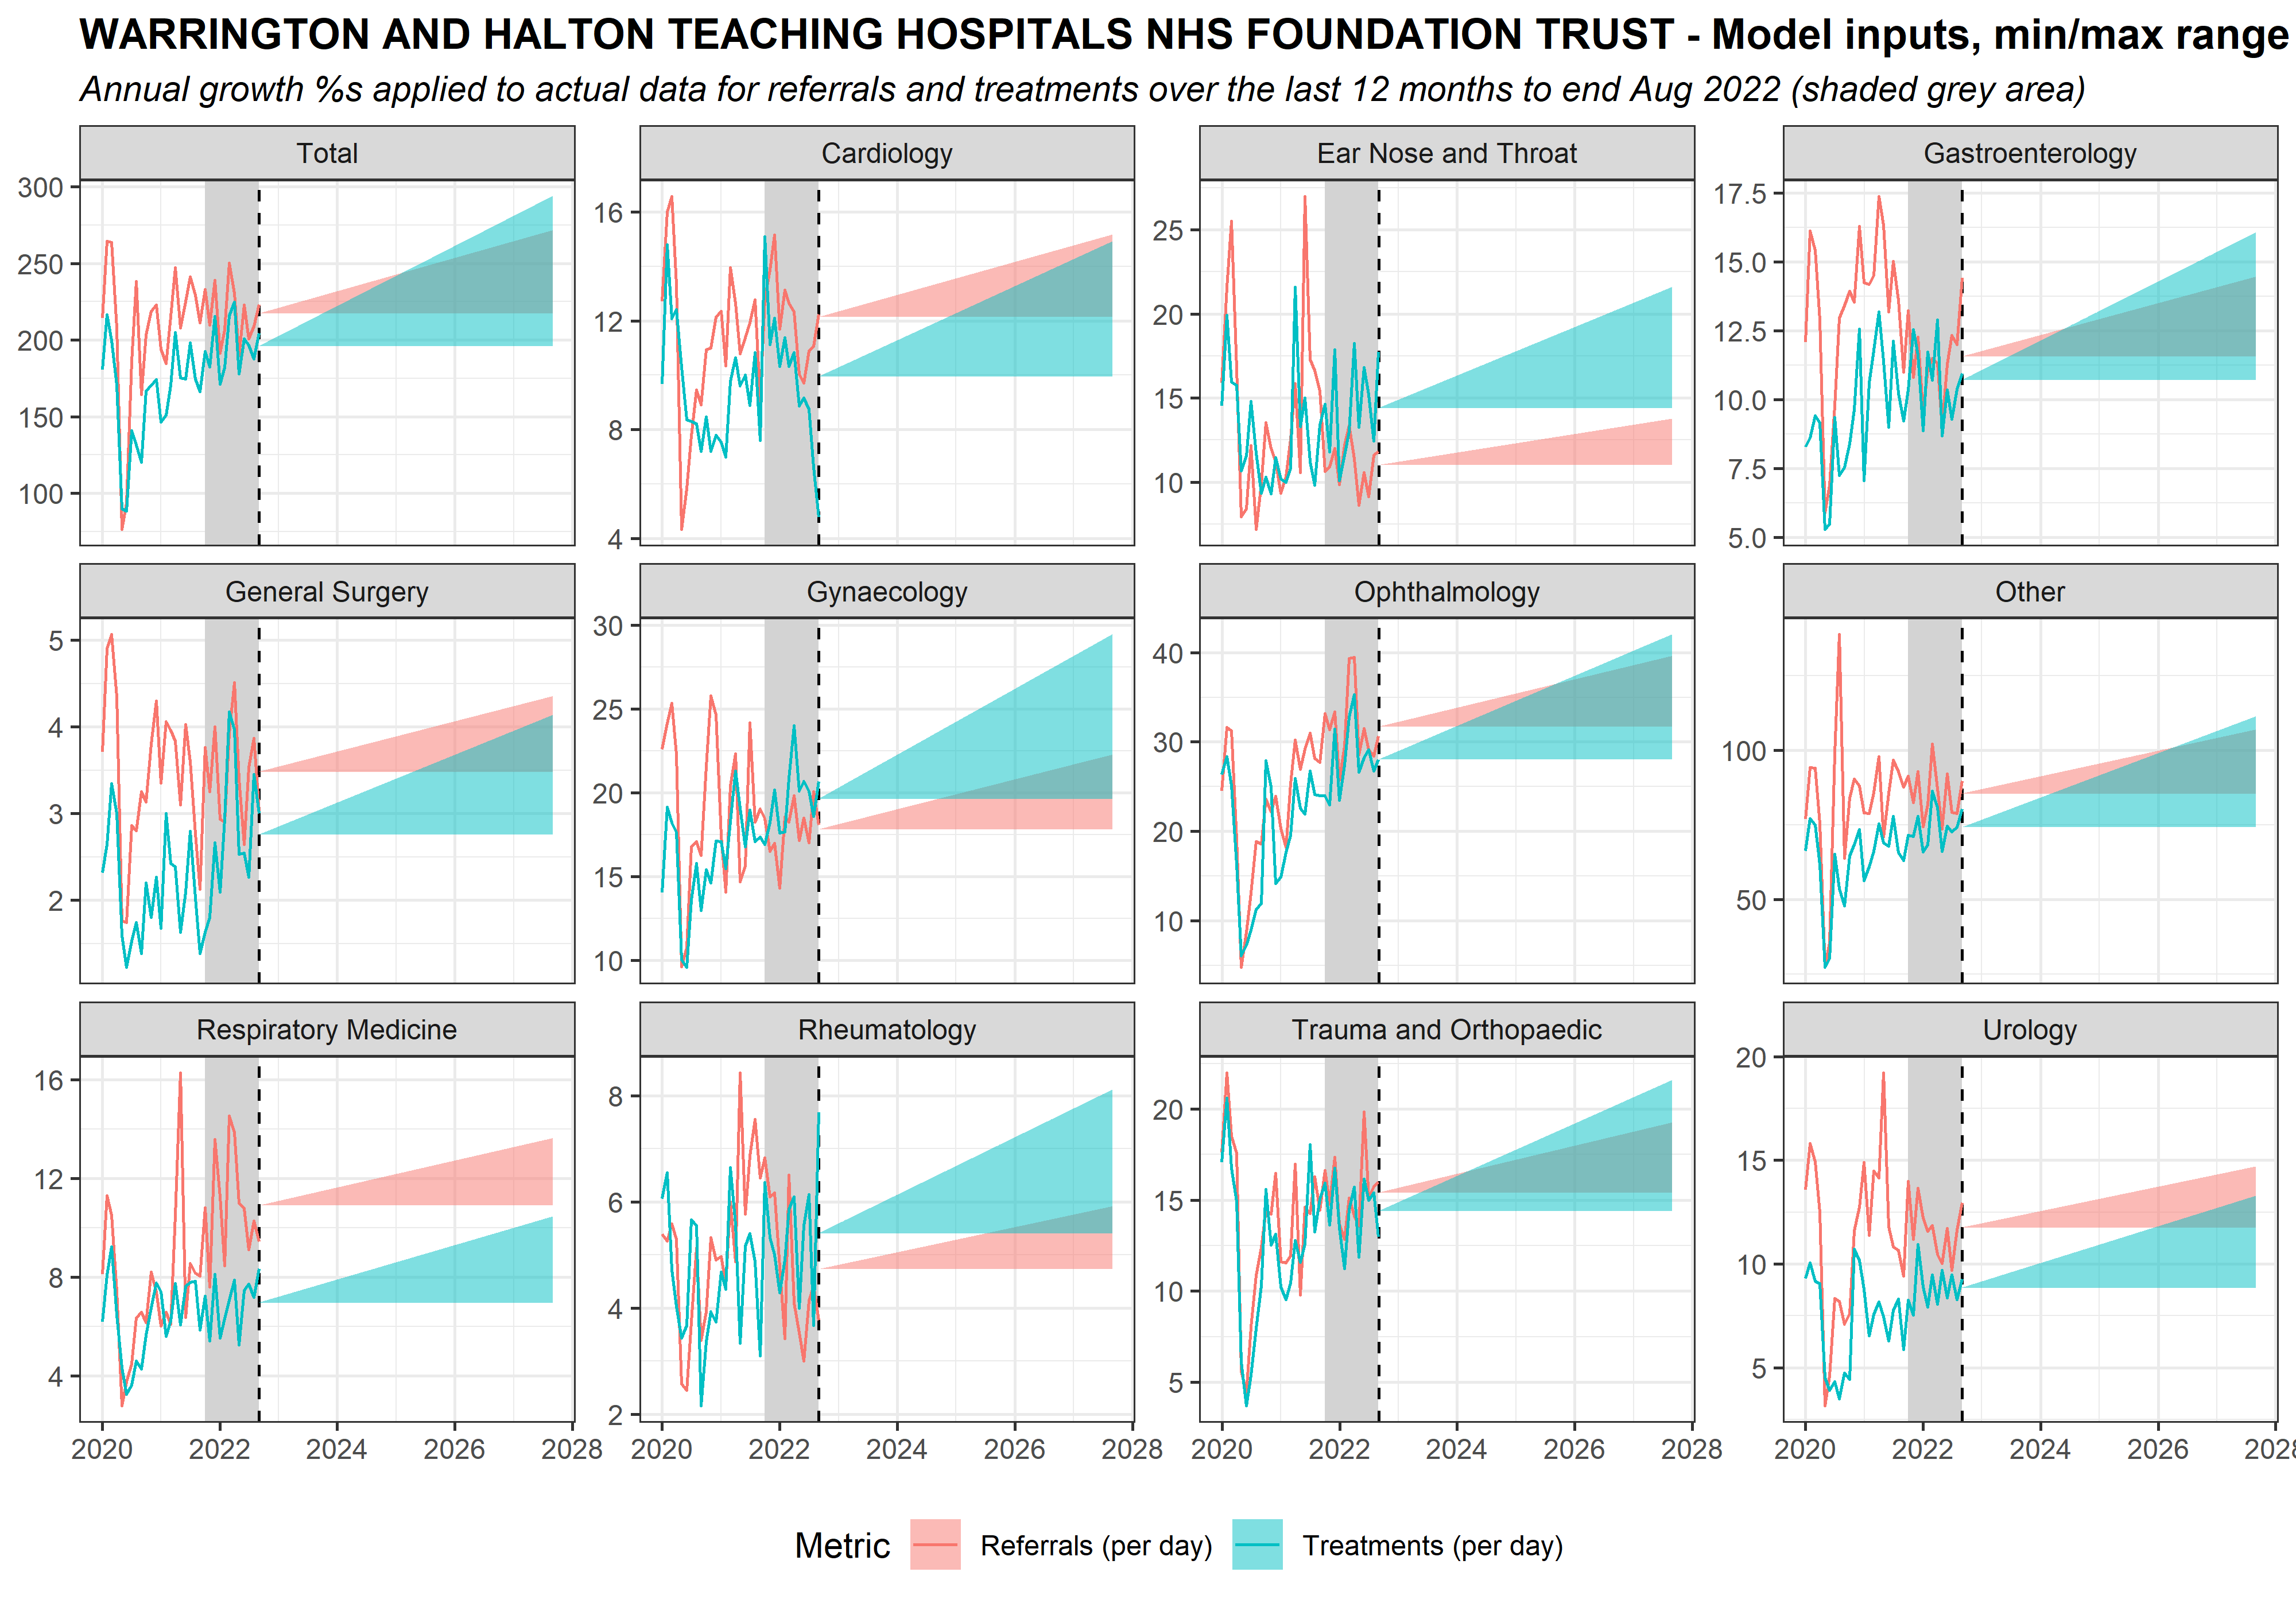 WARRINGTON AND HALTON TEACHING HOSPITALS NHS FOUNDATION TRUST - Model inputs, min/max range
Annual growth %s applied to actual data for referrals and treatments over the last 12 months to end Aug 2022 (shaded grey area)
Total
Cardiology
Ear Nose and Throat
Gastroenterology
300
250
200
150
100
16
12
8
4
25
20
15
10
17.5
15.0
12.5
10.0
7.5
5.0
General Surgery
Gynaecology
Ophthalmology
Other
5
4
3
2
30
25
20
15
10
40
30
20
10
100
50
Respiratory Medicine
Rheumatology
Trauma and Orthopaedic
Urology
16
12
8
4
8
6
4
2
20
15
10
5
20
15
10
5
2020 2022 2024 2026 2028
2020 2022 2024 2026 2028
2020 2022 2024 2026 2028
2020 2022 2024 2026 202
Metric Referrals (per day) Treatments (per day)